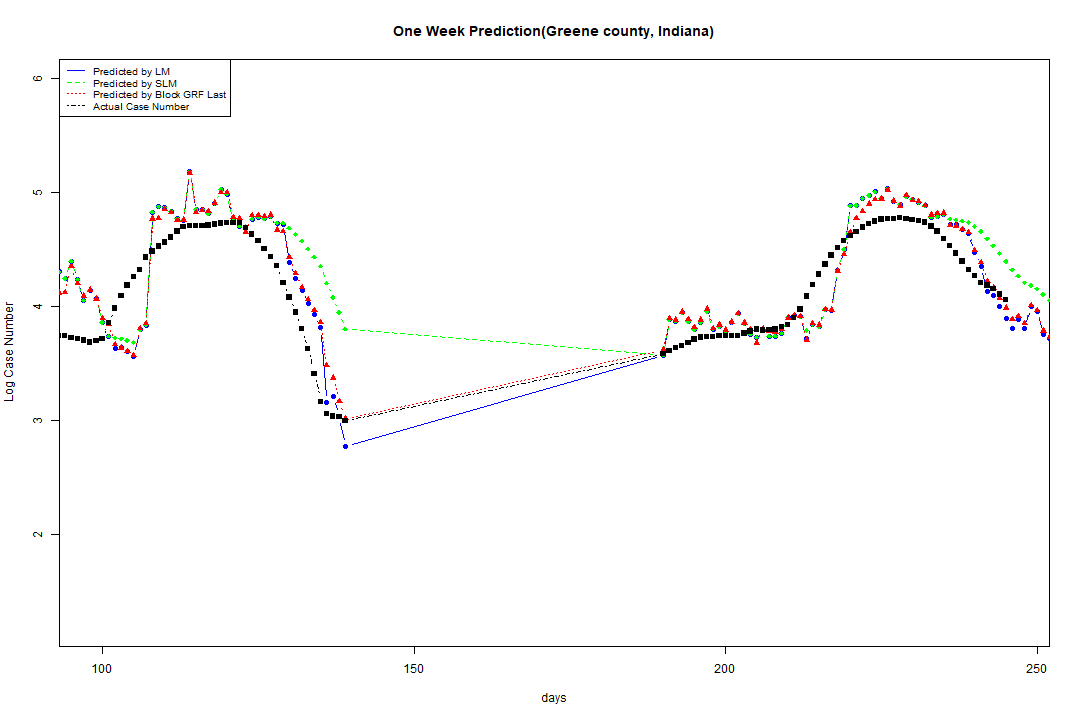 One Week Prediction(Greene county, Indiana)
Predicted by LM
Predicted by SLM
Predicted by Block GRF Last
Actual Case Number
6
5
4
3
2
Log Case Number
100
150
200
250
days